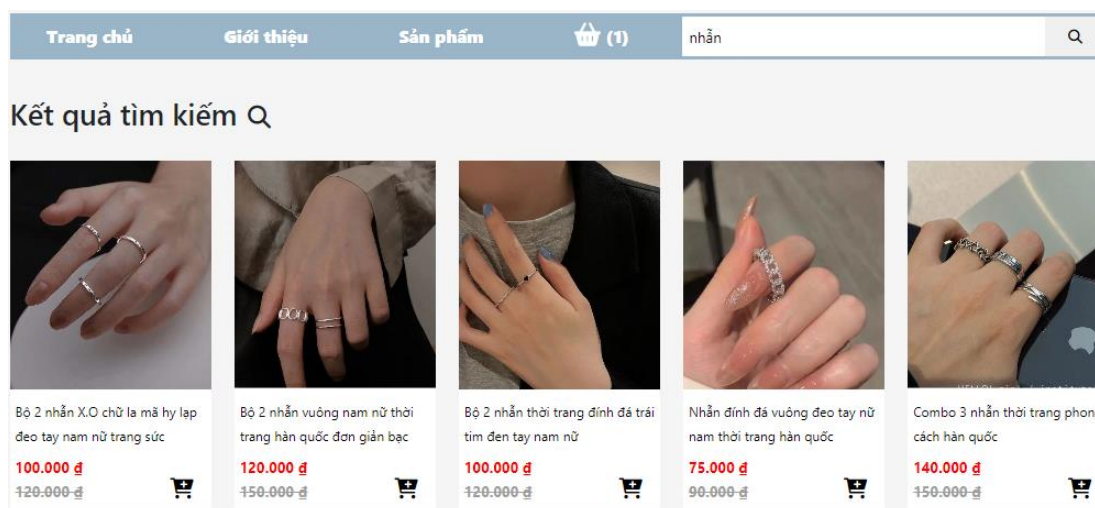 Trang chủ
Giới thiệu
Sản phẩm
(1)
nhẫn
Kết quả tìm kiếm
Bộ 2 nhẫn X.O chữ la mã hy lạp
đeo tay nam nữ trang sức
100.000 ₫
120.000 ₫
Bộ 2 nhẫn vuông nam nữ thời
trang hàn quốc đơn giản bạc
120.000 ₫
150.000 ₫
Bộ 2 nhẫn thời trang đính đá trái
tim đen tay nam nữ
100.000 ₫
120.000 ₫
Nhẫn đính đá vuông đeo tay nữ
nam thời trang hàn quốc
75.000 ₫
90.000 ₫
Combo 3 nhẫn thời trang phon
cách hàn quốc
140.000 ₫
150.000 ₫